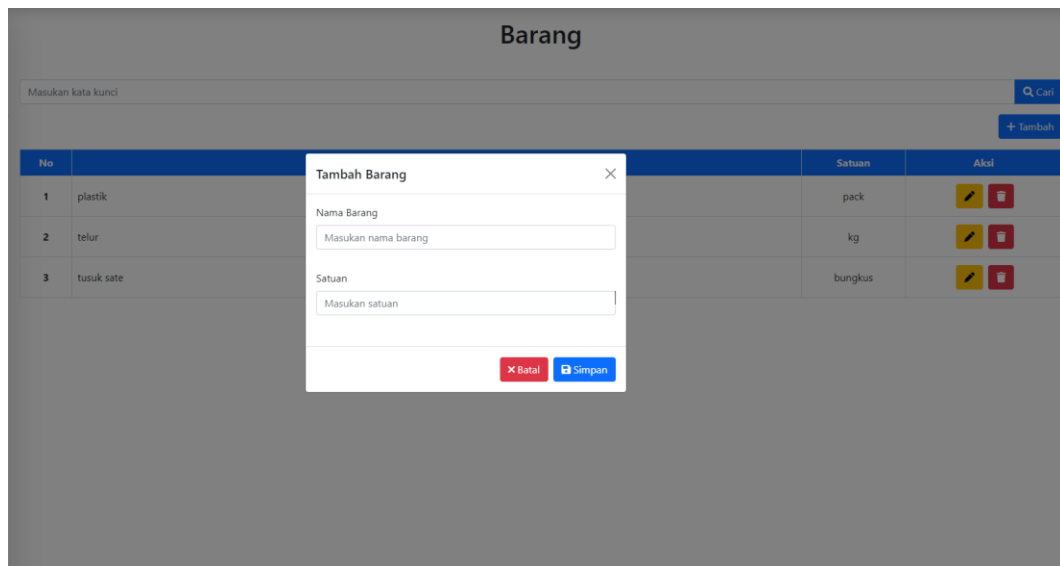 Barang
Masukan kata kunci
Cari
Tambah
No Satuan Aksi
1 plastik pack
2 telur kg
3 tusuk sate bungkus
Tambah Barang
Nama Barang
Masukan nama barang
Satuan
Masukan satuan
Batal Simpan